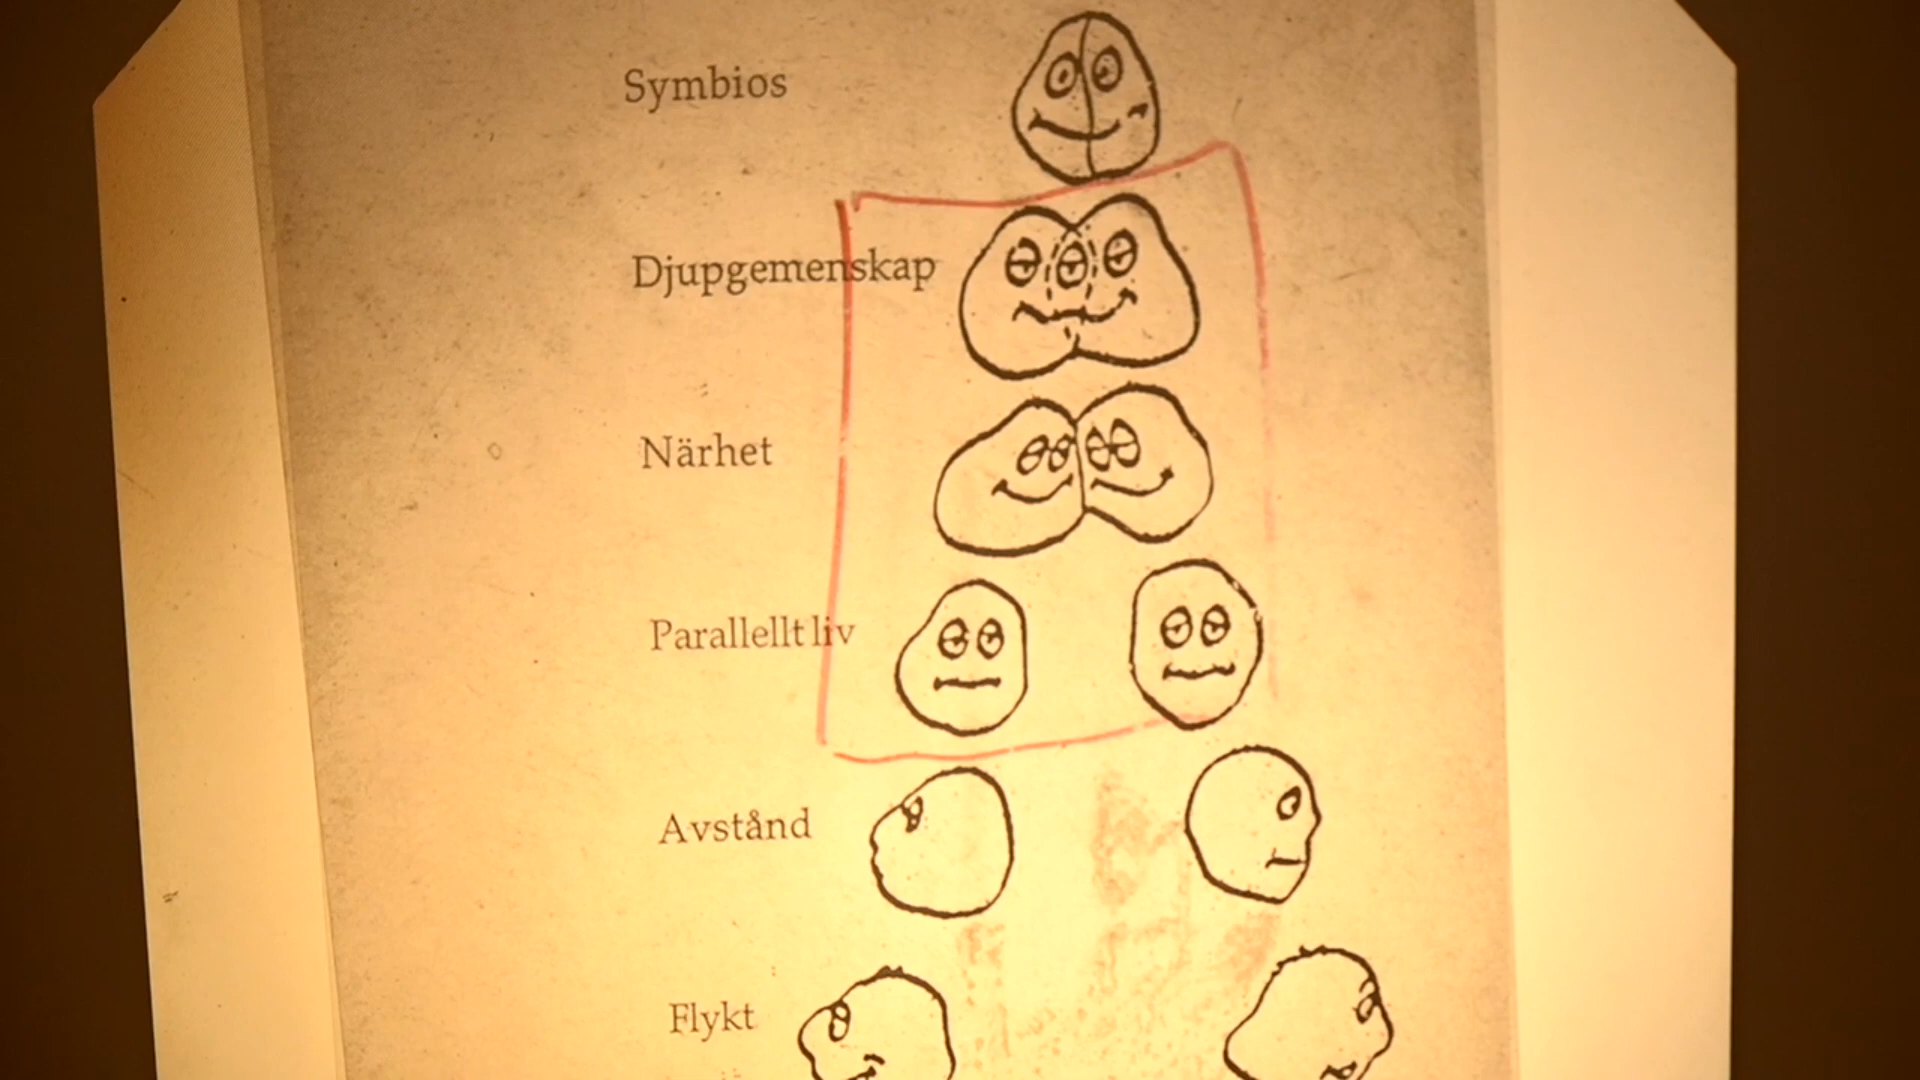 Symbios
Djupgemenskap
Närhet
Parallellt liv
Avstånd
Flykt